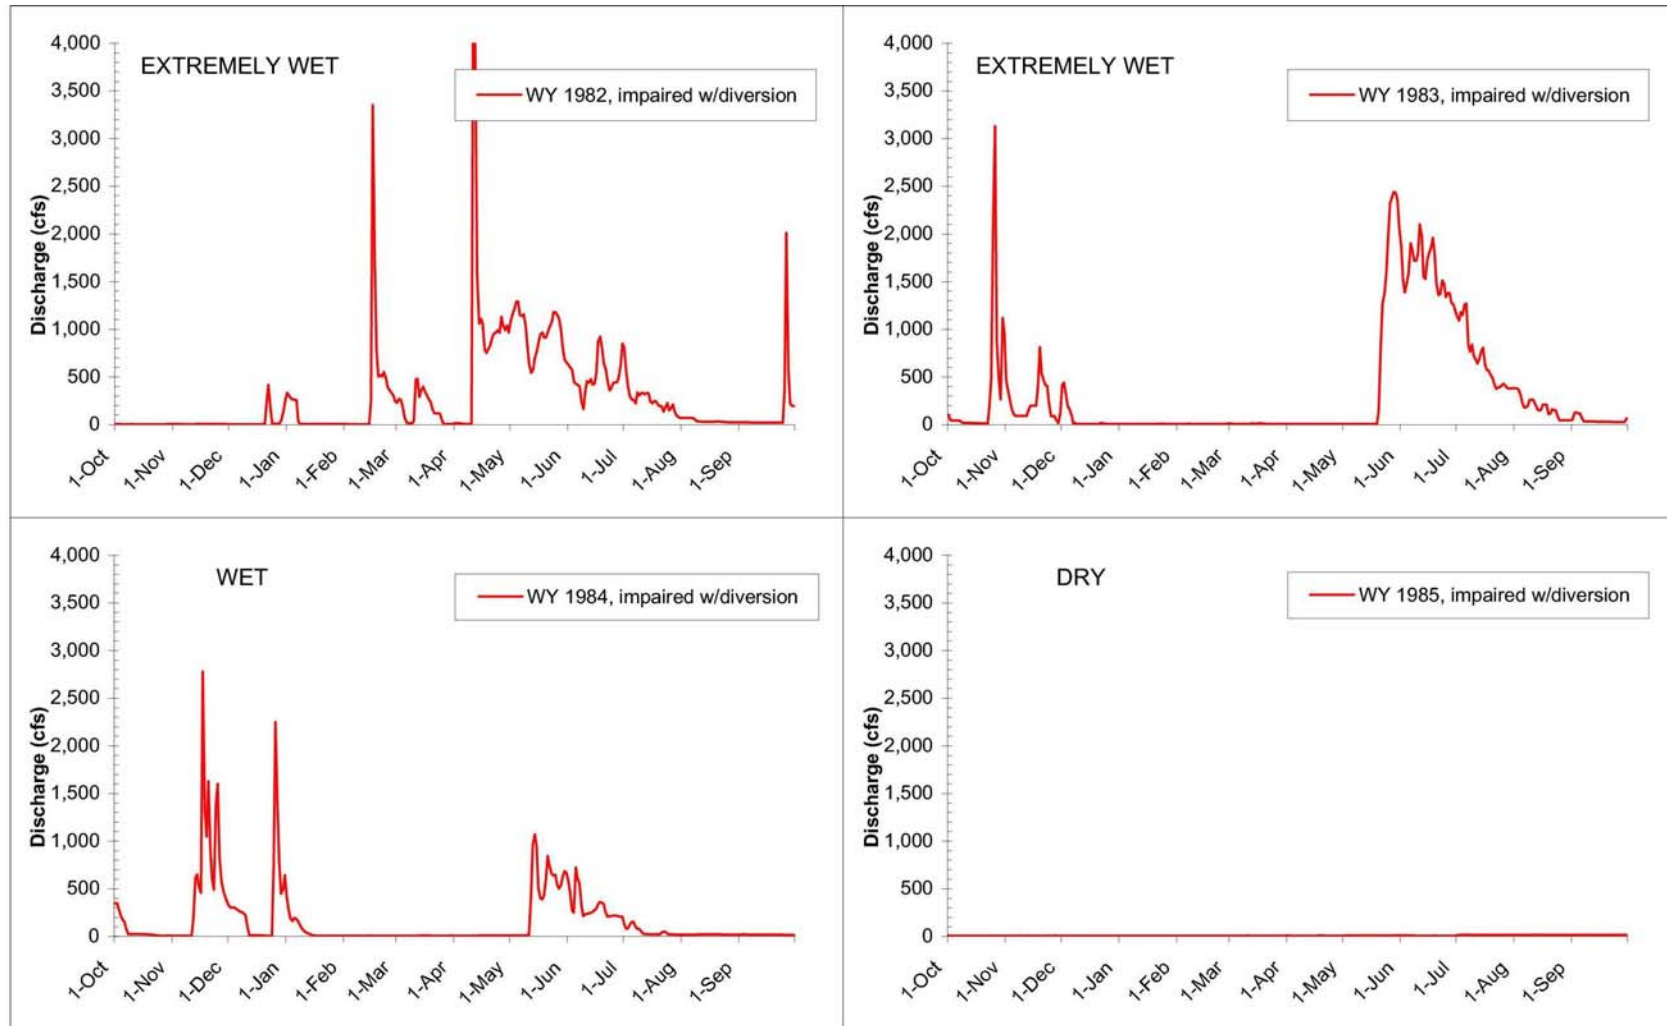 EXTREMELY WET
WY 1982, impaired w/diversion
Discharge (cfs)
4,000
3,500
3,000
2,500
2,000
1,500
1,000
500
0
1-Oct
1-Nov
1-Dec
1-Jan
1-Feb
1-Mar
1-Apr
1-May
1-Jun
1-Jul
1-Aug
1-Sep
EXTREMELY WET
WY 1983, impaired w/diversion
Discharge (cfs)
4,000
3,500
3,000
2,500
2,000
1,500
1,000
500
0
1-Oct
1-Nov
1-Dec
1-Jan
1-Feb
1-Mar
1-Apr
1-May
1-Jun
1-Jul
1-Aug
1-Sep
WET
WY 1984, impaired w/diversion
Discharge (cfs)
4,000
3,500
3,000
2,500
2,000
1,500
1,000
500
0
1-Oct
1-Nov
1-Dec
1-Jan
1-Feb
1-Mar
1-Apr
1-May
1-Jun
1-Jul
1-Aug
1-Sep
DRY
WY 1985, impaired w/diversion
Discharge (cfs)
4,000
3,500
3,000
2,500
2,000
1,500
1,000
500
0
1-Oct
1-Nov
1-Dec
1-Jan
1-Feb
1-Mar
1-Apr
1-May
1-Jun
1-Jul
1-Aug
1-Sep